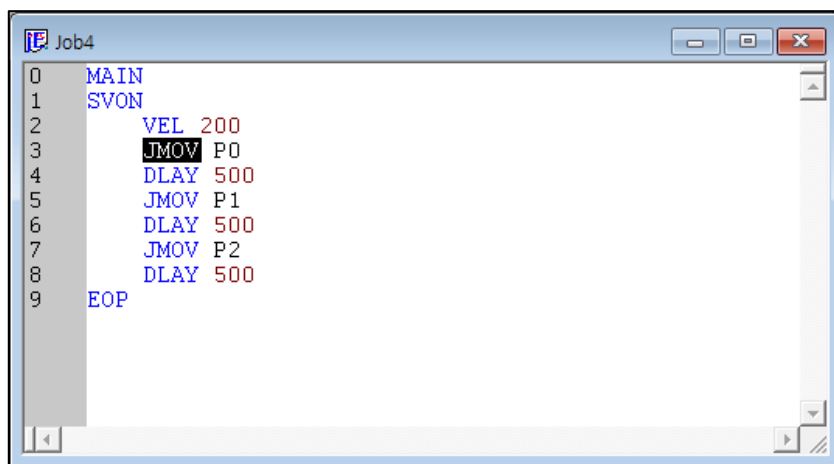 Job4
0 MAIN
1 SVON
2 VEL 200
3 JMOV P0
4 DLAY 500
5 JMOV P1
6 DLAY 500
7 JMOV P2
8 DLAY 500
9 EOP